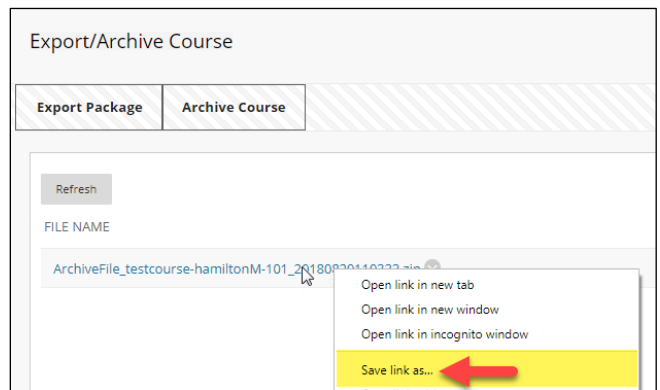 Export/Archive Course
Export Package Archive Course
Refresh
FILE NAME
ArchiveFile_testcourse-hamiltonM-101_20180820110333.zip
Open link in new tab
Open link in new window
Open link in incognito window
Save link as...